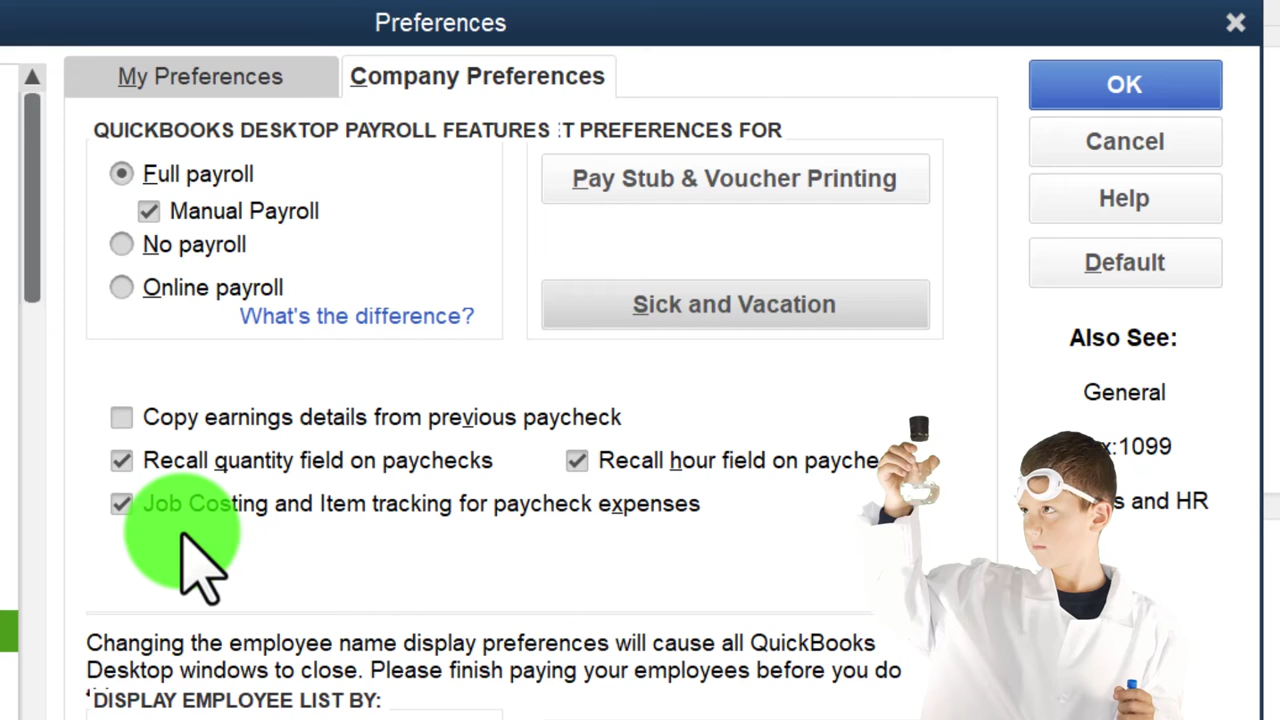 Preferences
My Preferences
Company Preferences
OK
Cancel
Help
Default
Also See:
General
x:1099
s and HR
QUICKBOOKS DESKTOP PAYROLL FEATURES
T PREFERENCES FOR
Full payroll
Manual Payroll
No payroll
Online payroll
What's the difference?
Pay Stub & Voucher Printing
Sick and Vacation
Copy earnings details from previous paycheck
Recall quantity field on paychecks
Recall hour field on payche
Job Costing and Item tracking for paycheck expenses
Changing the employee name display preferences will cause all QuickBooks
Desktop windows to close. Please finish paying your employees before you do
DISPLAY EMPLOYEE LIST BY: